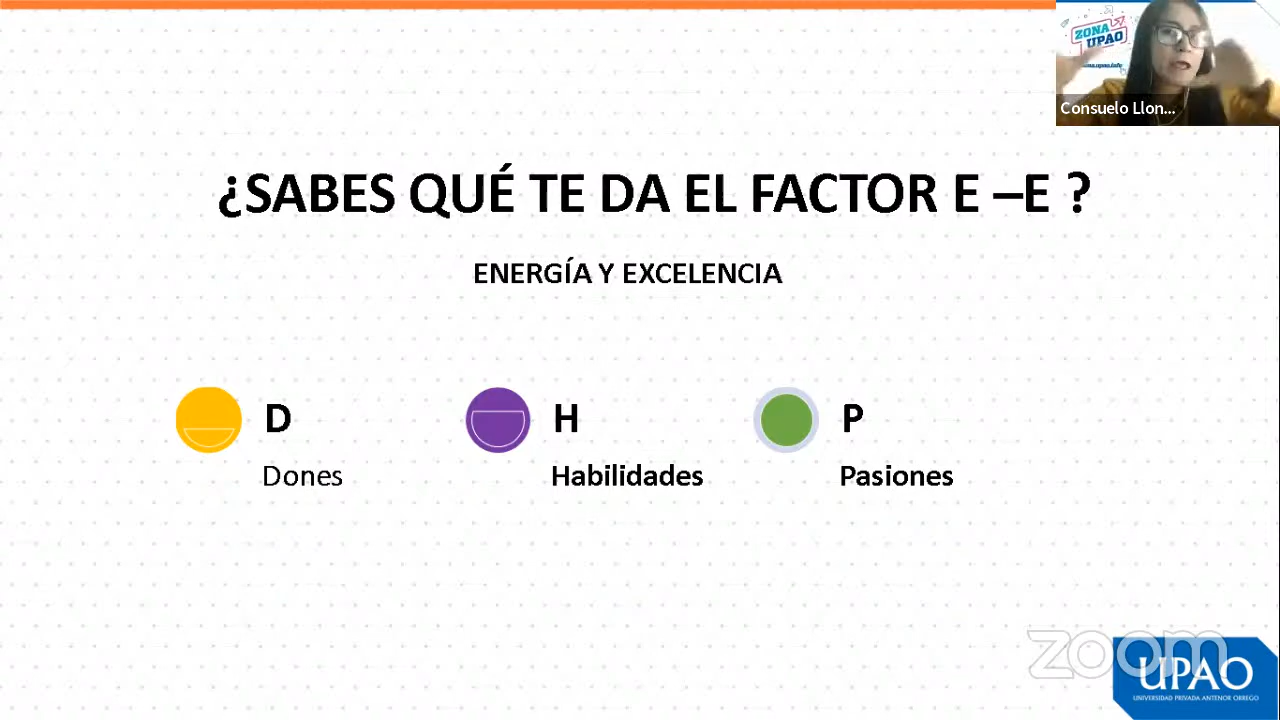 ZONA
UPAO
Consuelo Llon...
¿SABES QUÉ TE DA EL FACTOR E –E ?
ENERGÍA Y EXCELENCIA
D
H
P
Dones
Habilidades
Pasiones
zoom
UPAO
UNIVERSIDAD PRIVADA ANTENOR ORREGO